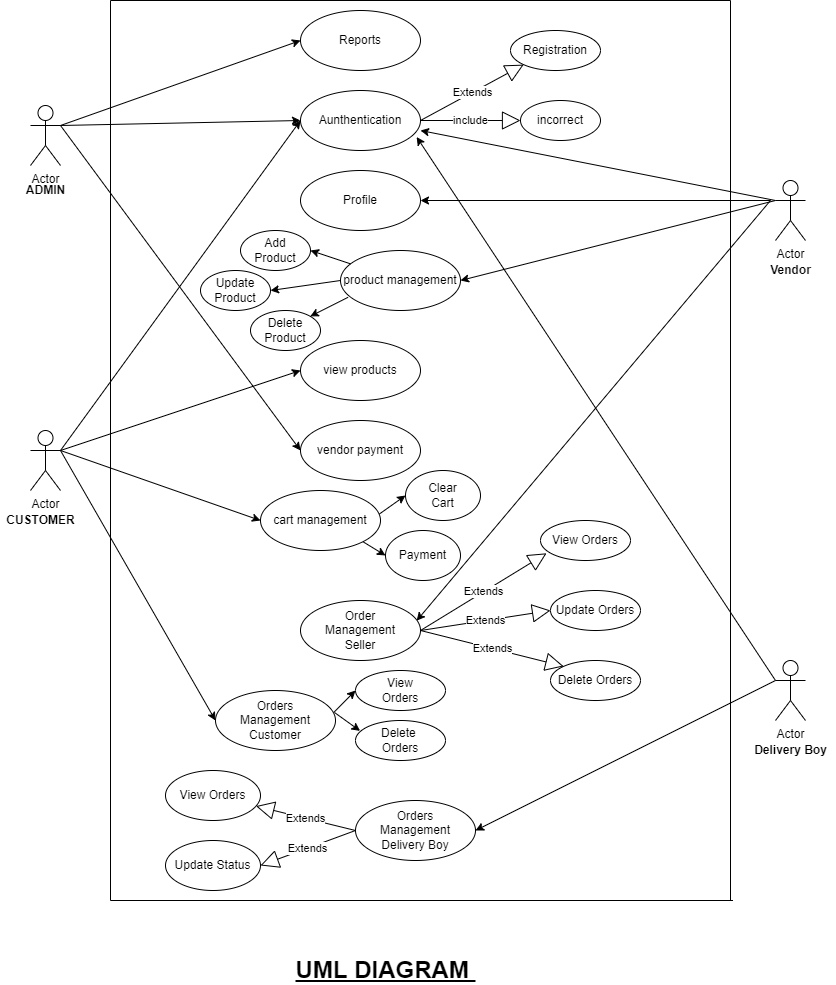 Reports
Registration
Extends
Aunthentication
include
incorrect
Actor
ADMIN
Profile
Actor
Vendor
Add
Product
product management
Update
Product
Delete
Product
view products
vendor payment
Actor
CUSTOMER
Clear
Cart
cart management
Payment
View Orders
Extends
Order
Management
Seller
Extends
Update Orders
Extends
Delete Orders
View
Orders
Orders
Management
Customer
Delete
Orders
Actor
Delivery Boy
View Orders
Extends
Orders
Management
Delivery Boy
Extends
Update Status
UML DIAGRAM